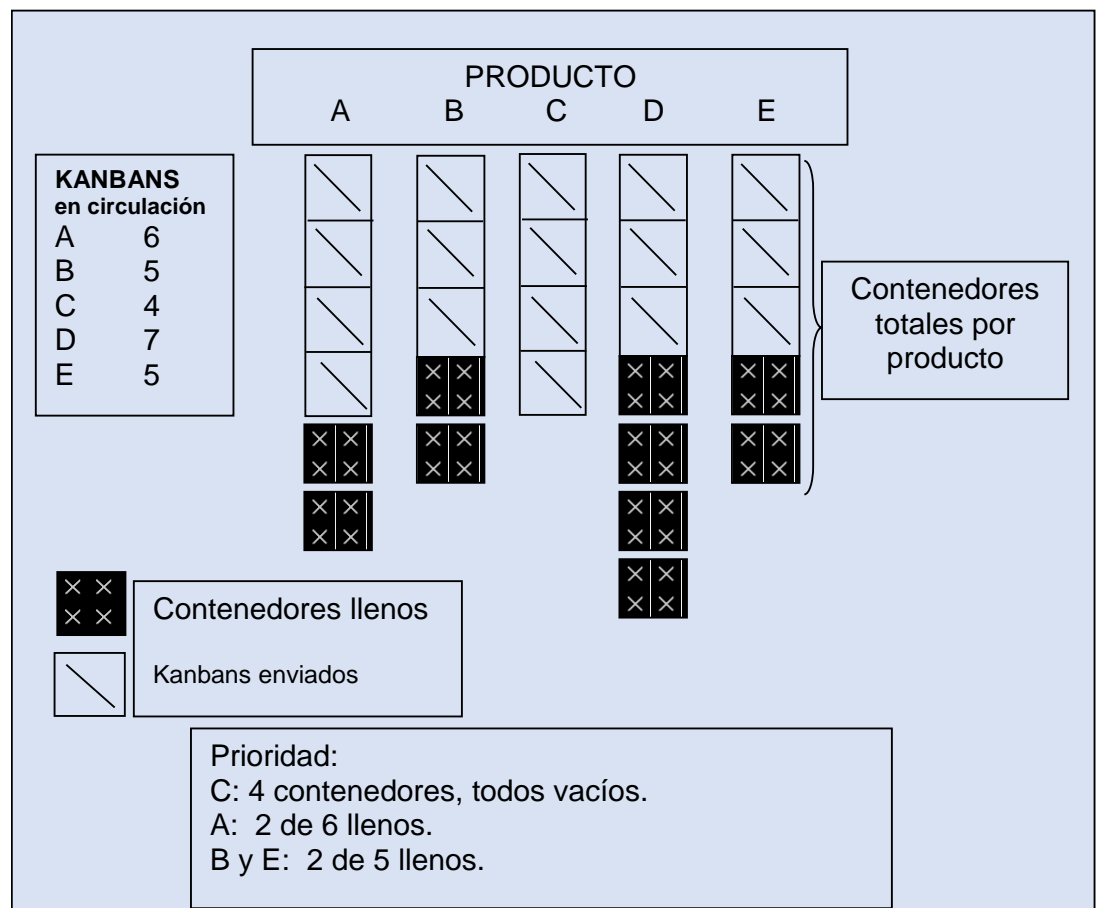 PRODUCTO
A B C D E
KANBANS
en circulación
A 6
B 5
C 4
D 7
E 5
Contenedores
totales por
producto
Contenedores llenos
Kanbans enviados
Prioridad:
C: 4 contenedores, todos vacíos.
A: 2 de 6 llenos.
B y E: 2 de 5 llenos.